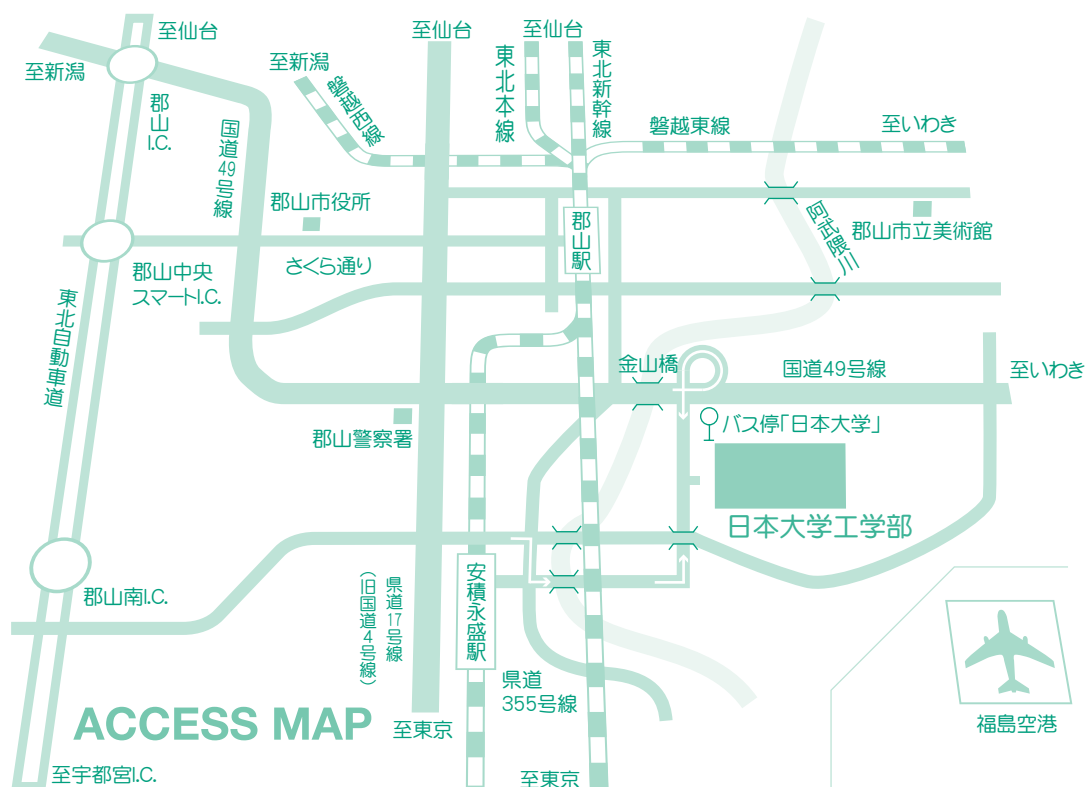 至仙台
至新潟
郡山
I.C.
国道49号線
至新潟
磐越西線
至仙台
至仙台
東北本線
東北新幹線
磐越東線
至いわき
郡山市役所
郡山駅
阿武隈川
郡山市立美術館
郡山中央
スマートI.C.
さくら通り
東北自動車道
金山橋
国道49号線
至いわき
郡山警察署
バス停「日本大学」
日本大学工学部
郡山南I.C.
県道17号線
(旧国道4号線)
安積永盛駅
県道
355号線
福島空港
ACCESS MAP
至東京
至宇都宮I.C.
至東京